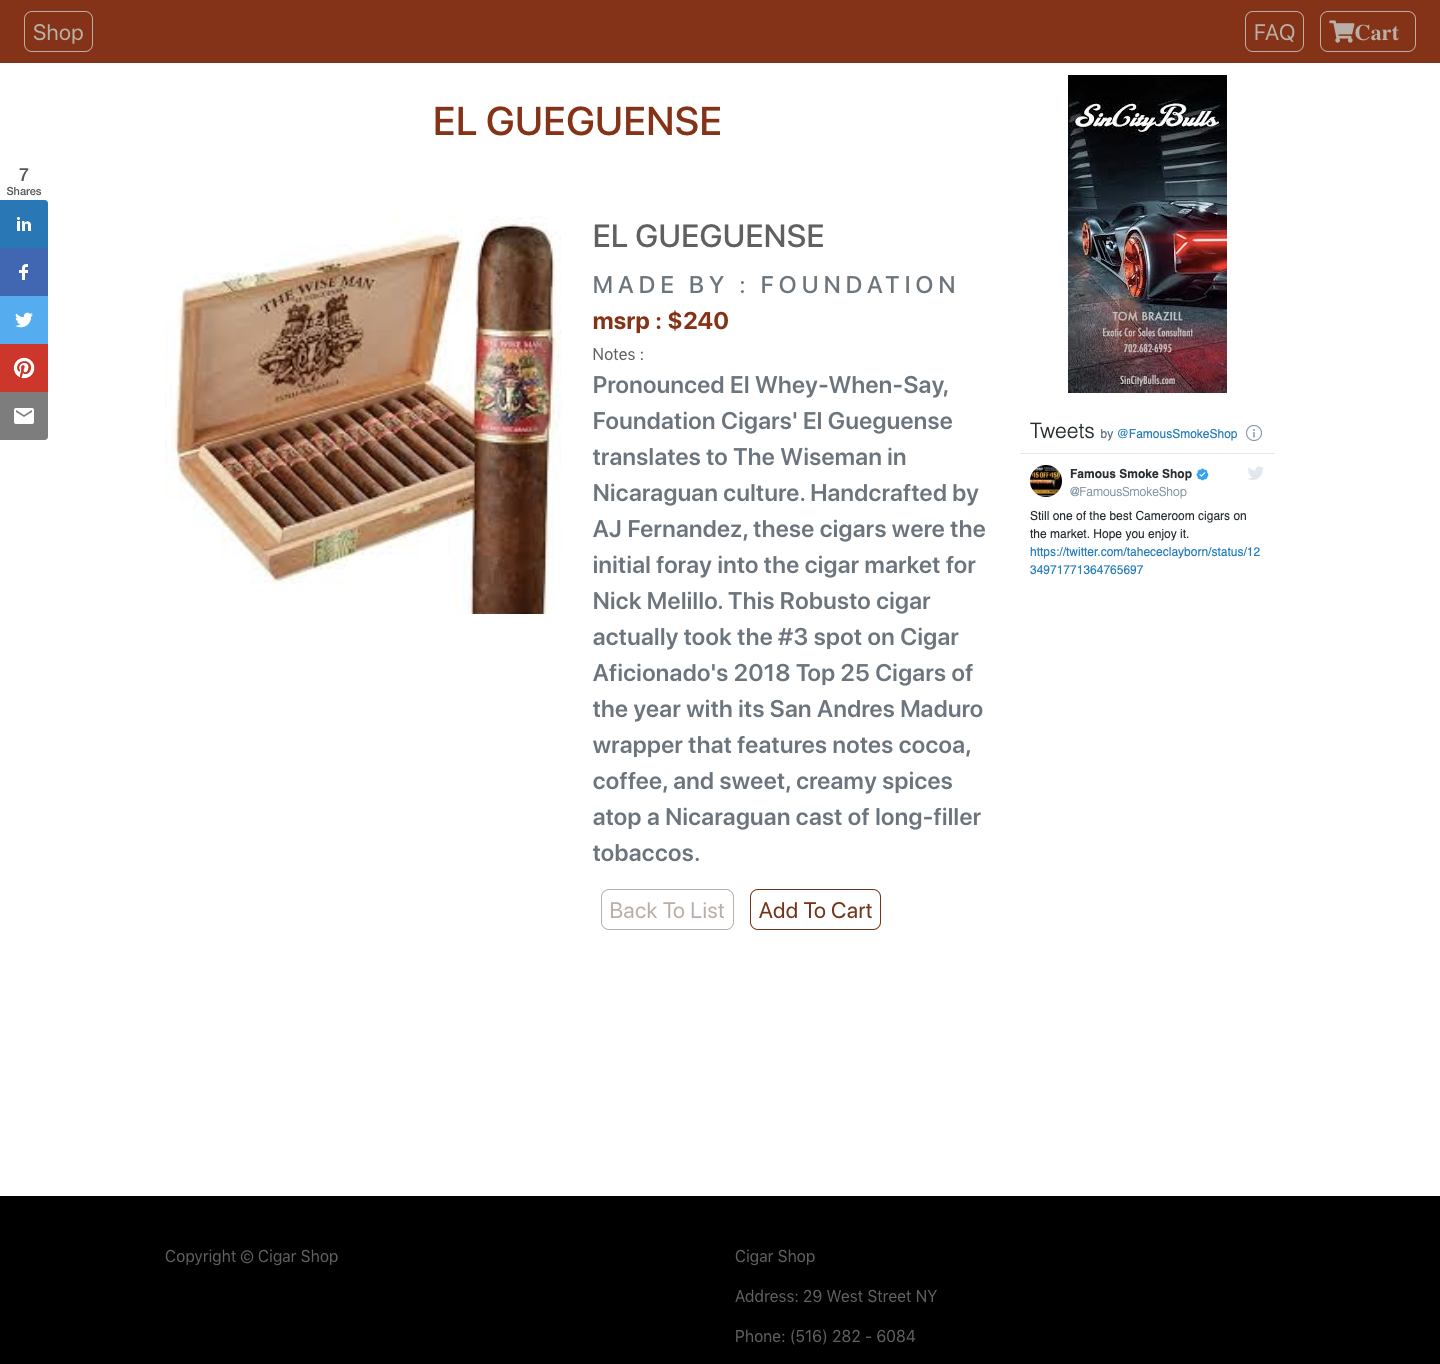 Shop
FAQ
Cart
EL GUEGUENSE
7
Shares
THE WISE MAN
EL GUEGUENSE
MADE BY : FOUNDATION
msrp : $240
Notes :
Pronounced El Whey-When-Say,
Foundation Cigars' El Gueguense
translates to The Wiseman in
Nicaraguan culture. Handcrafted by
AJ Fernandez, these cigars were the
initial foray into the cigar market for
Nick Melillo. This Robusto cigar
actually took the #3 spot on Cigar
Aficionado's 2018 Top 25 Cigars of
the year with its San Andres Maduro
wrapper that features notes cocoa,
coffee, and sweet, creamy spices
atop a Nicaraguan cast of long-filler
tobaccos.
Back To List
Add To Cart
SinCityBulls
TOM BRAZILL
Exotic Car Sales Consultant
702.682-6995
SinCityBulls.com
Tweets by @FamousSmokeShop
Famous Smoke Shop
@FamousSmokeShop
Still one of the best Cameroom cigars on
the market. Hope you enjoy it.
https://twitter.com/tahececlayborn/status/12
34971771364765697
Copyright © Cigar Shop
Cigar Shop
Address: 29 West Street NY
Phone: (516) 282 - 6084